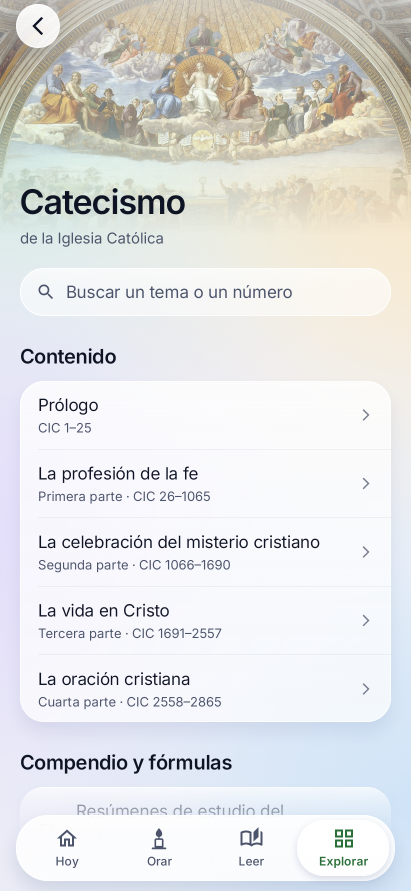 Catecismo
de la Iglesia Católica
Buscar un tema o un número
Contenido
Prólogo
CIC 1–25
La profesión de la fe
Primera parte · CIC 26–1065
La celebración del misterio cristiano
Segunda parte · CIC 1066–1690
La vida en Cristo
Tercera parte · CIC 1691–2557
La oración cristiana
Cuarta parte · CIC 2558–2865
Compendio y fórmulas
Resúmenes de estudio del
Hoy
Orar
Leer
Explorar